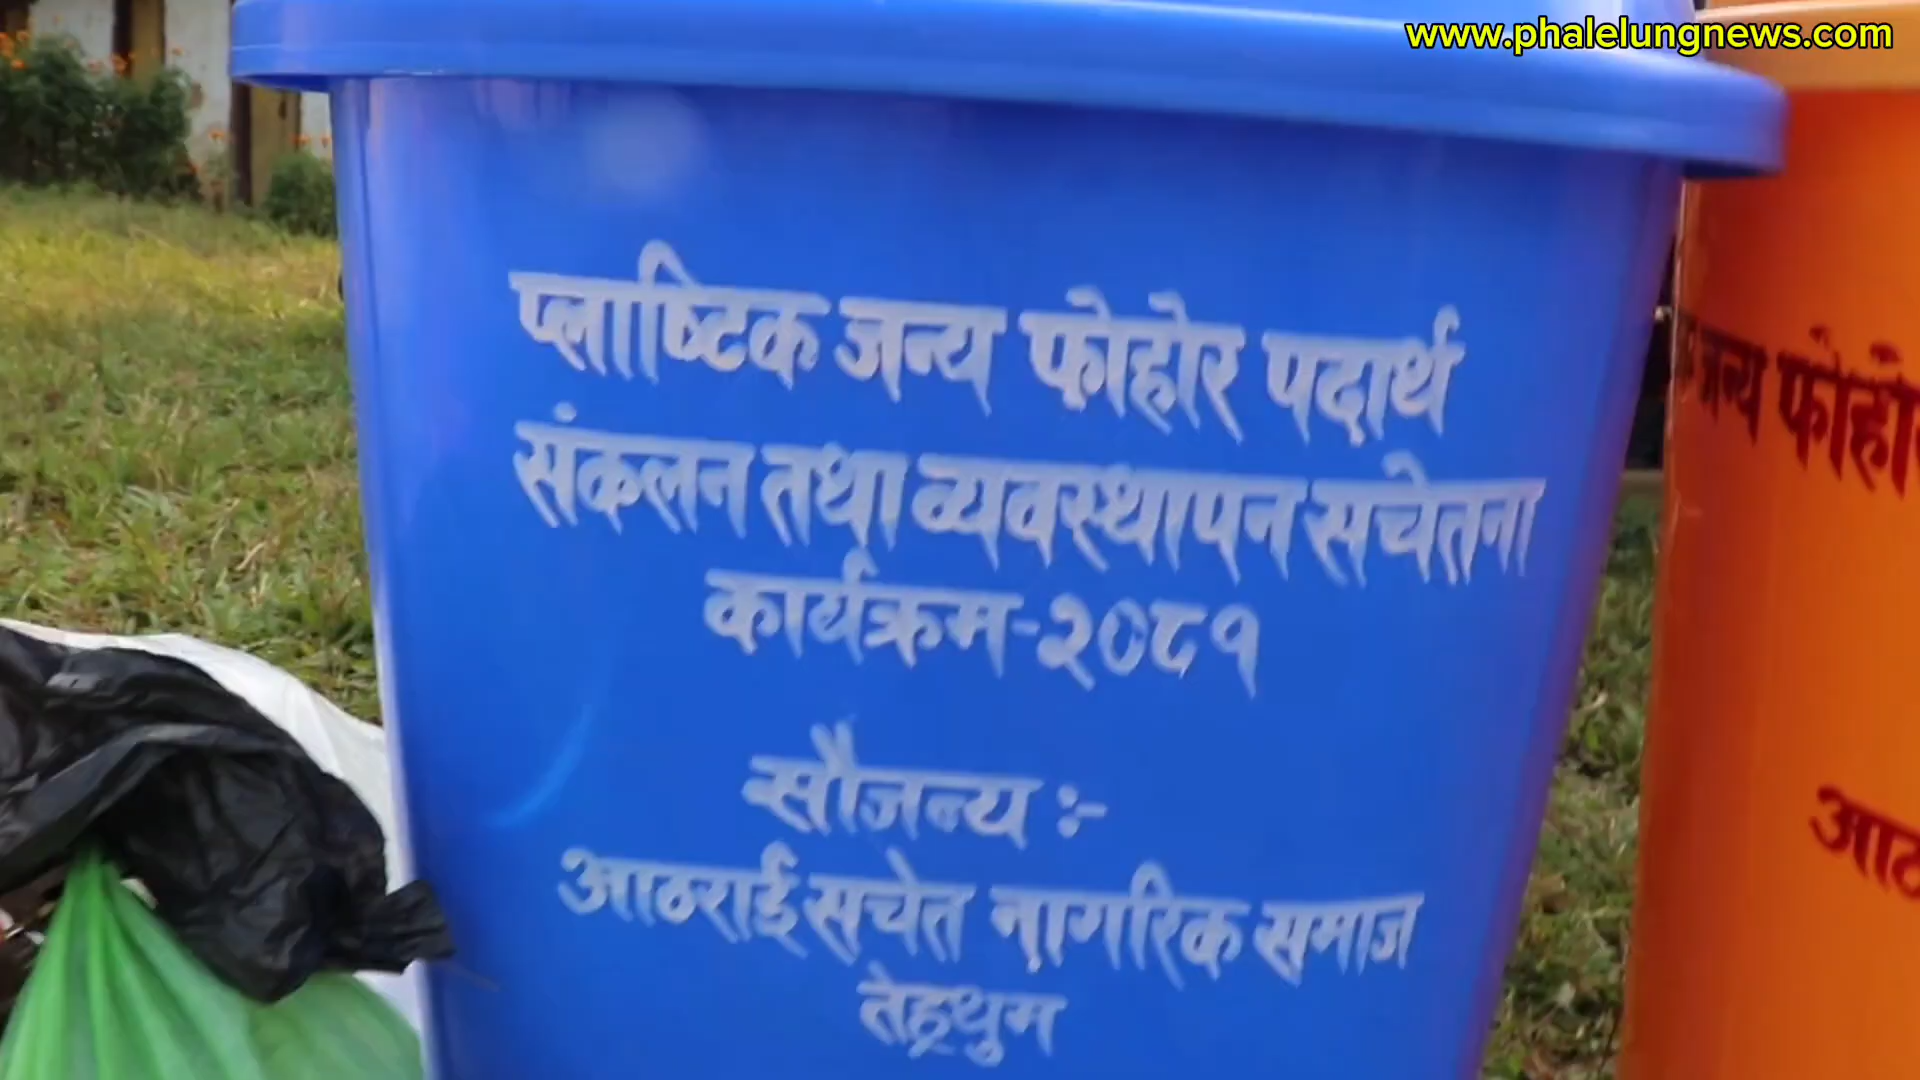 www.phalelungnews.com
प्लाष्टिक जन्य फोहोर पदार्थ
संकलन तथा व्यवस्थापन सचेतना
कार्यक्रम-२०८१
सौजन्य :-
आठराई सचेत नागरिक समाज
तेह्रथुम
जन्य फोहो
आठ